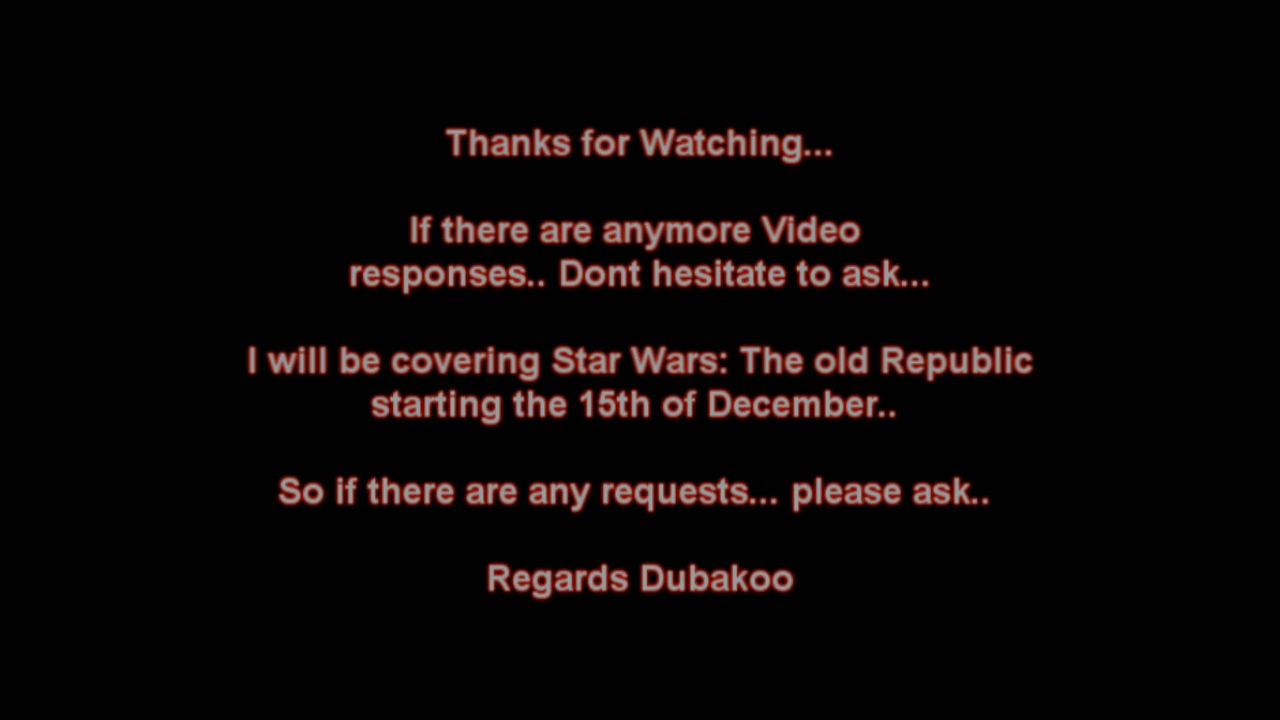 Thanks for Watching...
If there are anymore Video
responses.. Dont hesitate to ask...
I will be covering Star Wars: The old Republic
starting the 15th of December..
So if there are any requests... please ask..
Regards Dubakoo